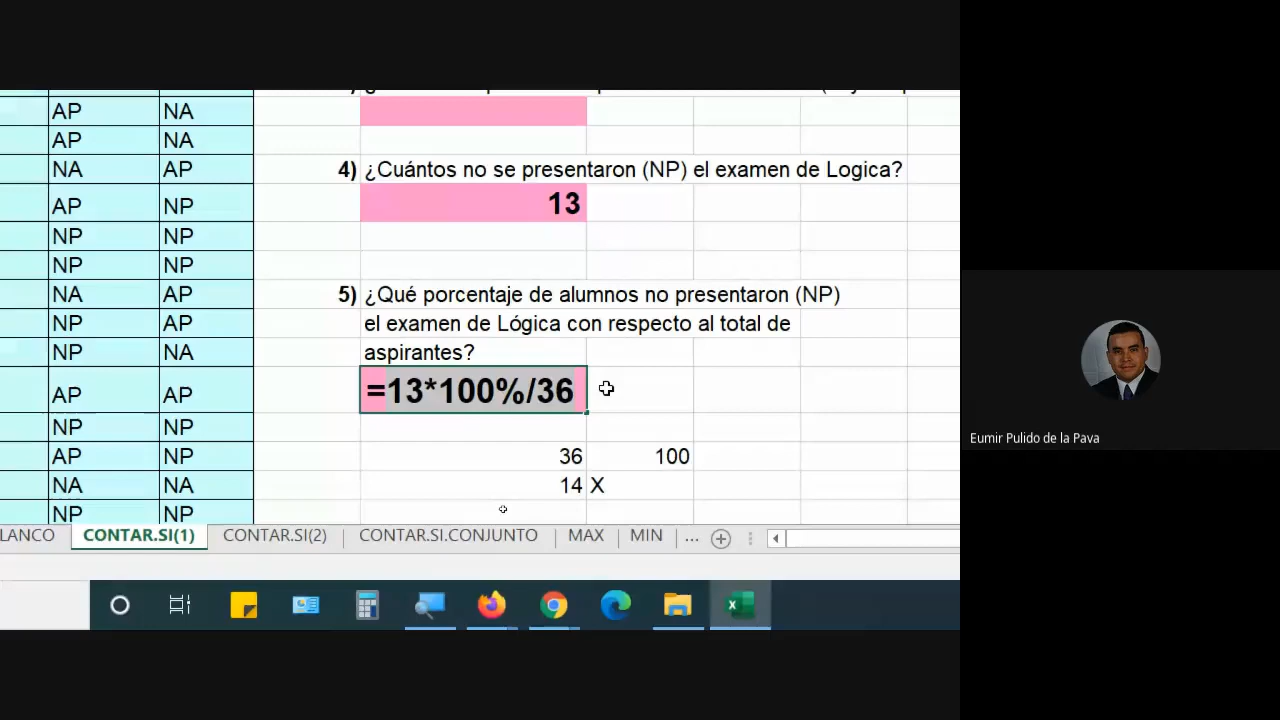 AP NA
AP NA
NA AP
4) ¿Cuántos no se presentaron (NP) el examen de Logica?
AP NP
13
NP NP
NP NP
NA AP
5) ¿Qué porcentaje de alumnos no presentaron (NP)
NP AP
el examen de Lógica con respecto al total de
NP NA
aspirantes?
AP NP
=13*100%/36
NP NP
AP NP
36 100
NA NA
14 X
NP NP
LANCO CONTAR.SI(1) CONTAR.SI(2) CONTAR.SI.CONJUNTO MAX MIN ...
Eumir Pulido de la Pava